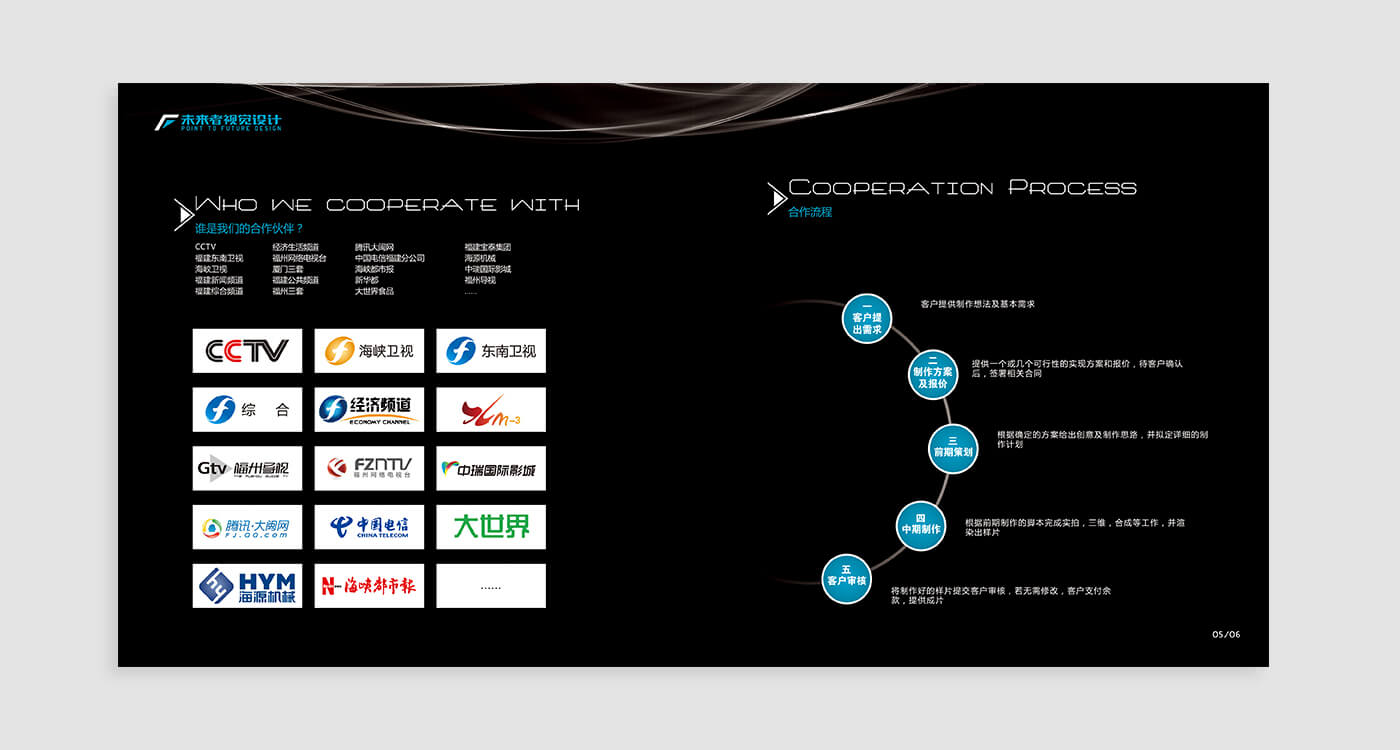 未来者视觉设计
POINT TO FUTURE DESIGN
WHO WE COOPERATE WITH
谁是我们的合作伙伴？
CCTV
福建东南卫视
海峡卫视
福建新闻频道
福建综合频道
经济生活频道
福州网络电视台
厦门三套
福建公共频道
福州三套
腾讯大闽网
中国电信福建分公司
海峡都市报
新华都
大世界食品
福建宝泰集团
海源机械
中瑞国际影城
福州导视
......
CCTV
海峡卫视
东南卫视
综 合
经济频道
ECONOMY CHANNEL
XM-3
Gtv 福州导视
FZNTV
福州网络电视台
中瑞国际影城
腾讯·大闽网
FJ.QQ.com
中国电信
CHINA TELECOM
大世界
HYM
海源机械
N 海峡都市报
......
COOPERATION PROCESS
合作流程
一
客户提
出需求
客户提供制作想法及基本需求
二
制作方案
及报价
提供一个或几个可行性的实现方案和报价，待客户确认
后，签署相关合同
三
前期策划
根据确定的方案给出创意及制作思路，并拟定详细的制
作计划
四
中期制作
根据前期制作的脚本完成实拍，三维，合成等工作，并渲
染出样片
五
客户审核
将制作好的样片提交客户审核，若无需修改，客户支付余
款，提供成片
05/06